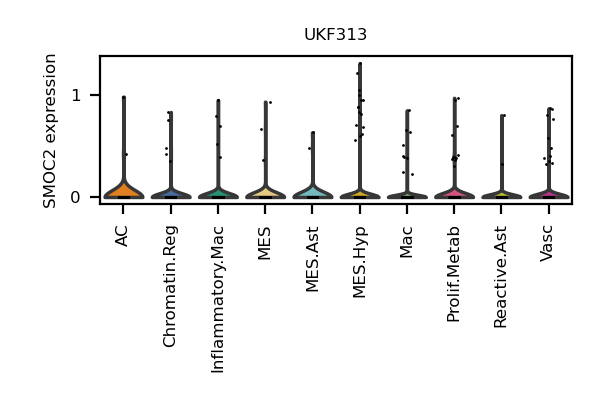 UKF313
SMOC2 expression
1
0
AC
Chromatin.Reg
Inflammatory.Mac
MES
MES.Ast
MES.Hyp
Mac
Prolif.Metab
Reactive.Ast
Vasc